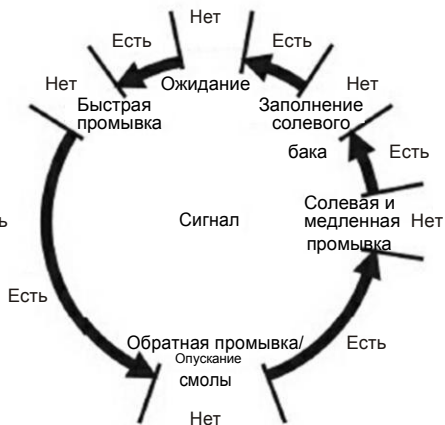 Нет
Есть
Есть
Нет
Ожидание
Нет
Быстрая
промывка
Заполнение
солевого
бака
Есть
Солевая и
медленная
промывка
Нет
Сигнал
Есть
Обратная промывка/
Опускание
смолы
Есть
Нет